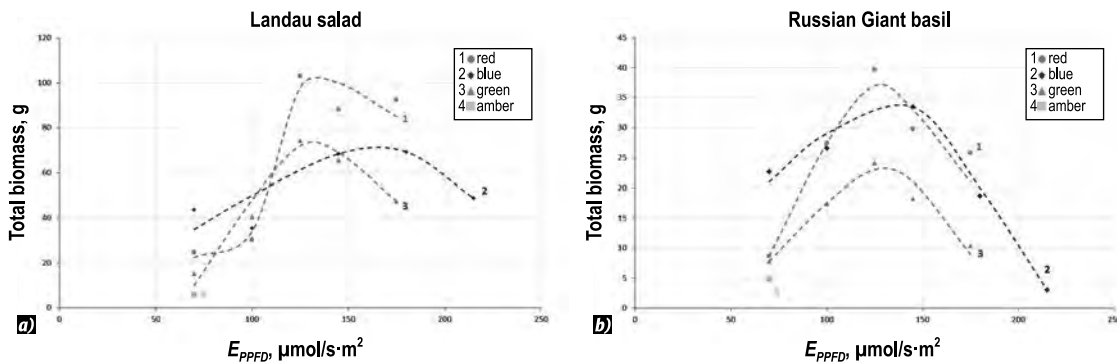 Landau salad
Total biomass, g
120
100
80
60
40
20
0
0
50
100
150
200
250
1 red
2 blue
3 green
4 amber
1
2
3
a)
E_PPFD, µmol/s·m²
Russian Giant basil
Total biomass, g
45
40
35
30
25
20
15
10
5
0
0
50
100
150
200
250
1 red
2 blue
3 green
4 amber
1
2
3
b)
E_PPFD, µmol/s·m²